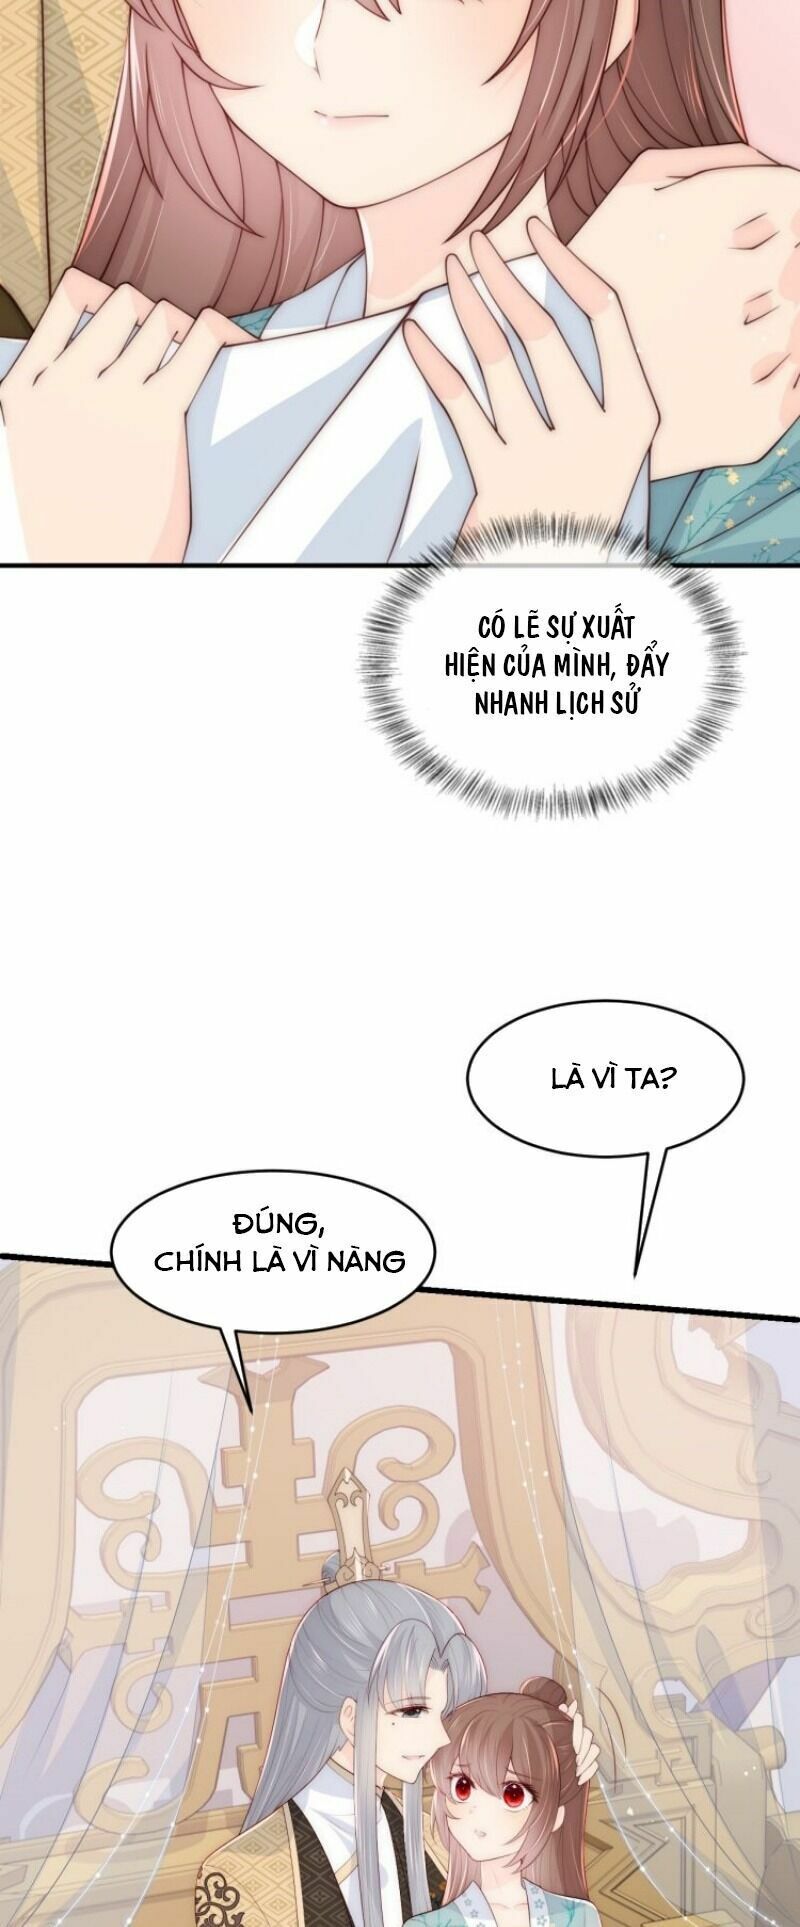 CÓ LẼ SỰ XUẤT
HIỆN CỦA MÌNH, ĐẨY
NHANH LỊCH SỬ
LÀ VÌ TA?
ĐÚNG,
CHÍNH LÀ VÌ NÀNG